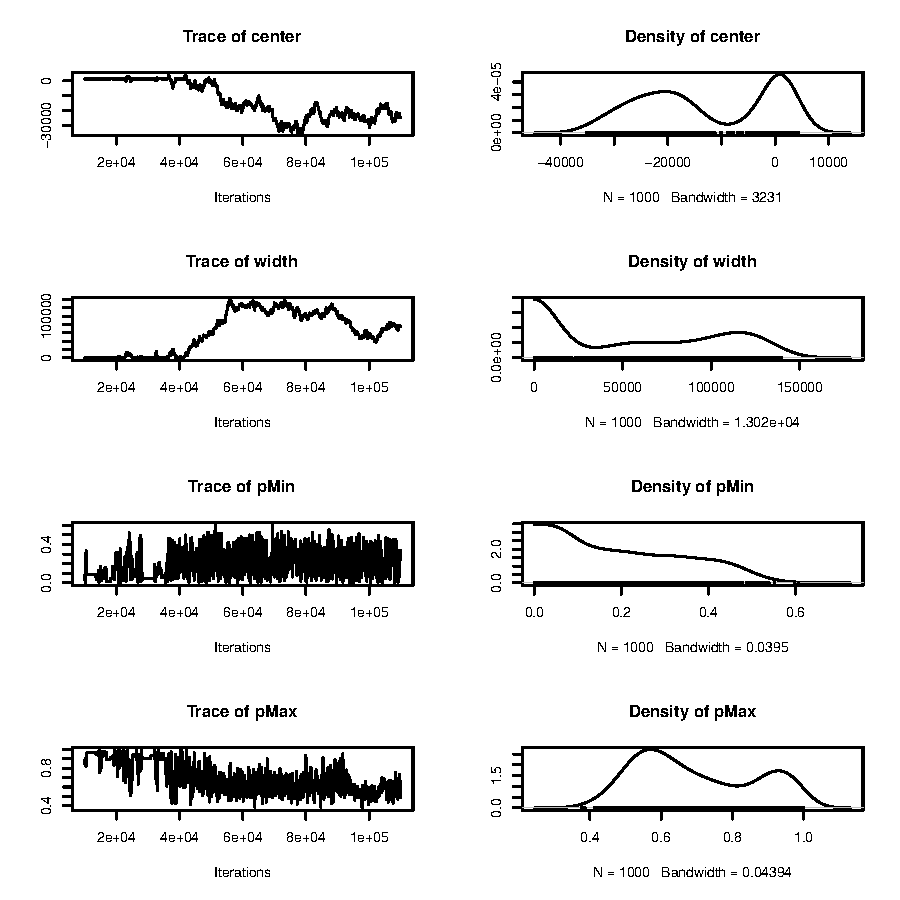 Trace of center
0
−30000
2e+04 4e+04 6e+04 8e+04 1e+05
Iterations
Density of center
4e−05
0e+00
−40000 −20000 0 10000
N = 1000 Bandwidth = 3231
Trace of width
100000
0
2e+04 4e+04 6e+04 8e+04 1e+05
Iterations
Density of width
0.0e+00
0 50000 100000 150000
N = 1000 Bandwidth = 1.302e+04
Trace of pMin
0.4
0.0
2e+04 4e+04 6e+04 8e+04 1e+05
Iterations
Density of pMin
2.0
0.0
0.0 0.2 0.4 0.6
N = 1000 Bandwidth = 0.0395
Trace of pMax
0.8
0.4
2e+04 4e+04 6e+04 8e+04 1e+05
Iterations
Density of pMax
1.5
0.0
0.4 0.6 0.8 1.0
N = 1000 Bandwidth = 0.04394